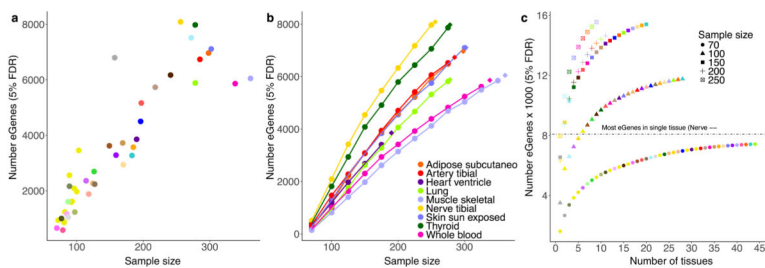 a
Number eGenes (5% FDR)
8000
6000
4000
2000
100
200
300
Sample size
b
Number eGenes (5% FDR)
8000
6000
4000
2000
0
100
200
300
Sample size
Adipose subcutaneo
Artery tibial
Heart ventricle
Lung
Muscle skeletal
Nerve tibial
Skin sun exposed
Thyroid
Whole blood
c
Number eGenes x 1000 (5% FDR)
16
12
8
4
0 5 10 15 20 25 30 35 40 45
Number of tissues
Sample size
70
100
150
200
250
Most eGenes in single tissue (Nerve